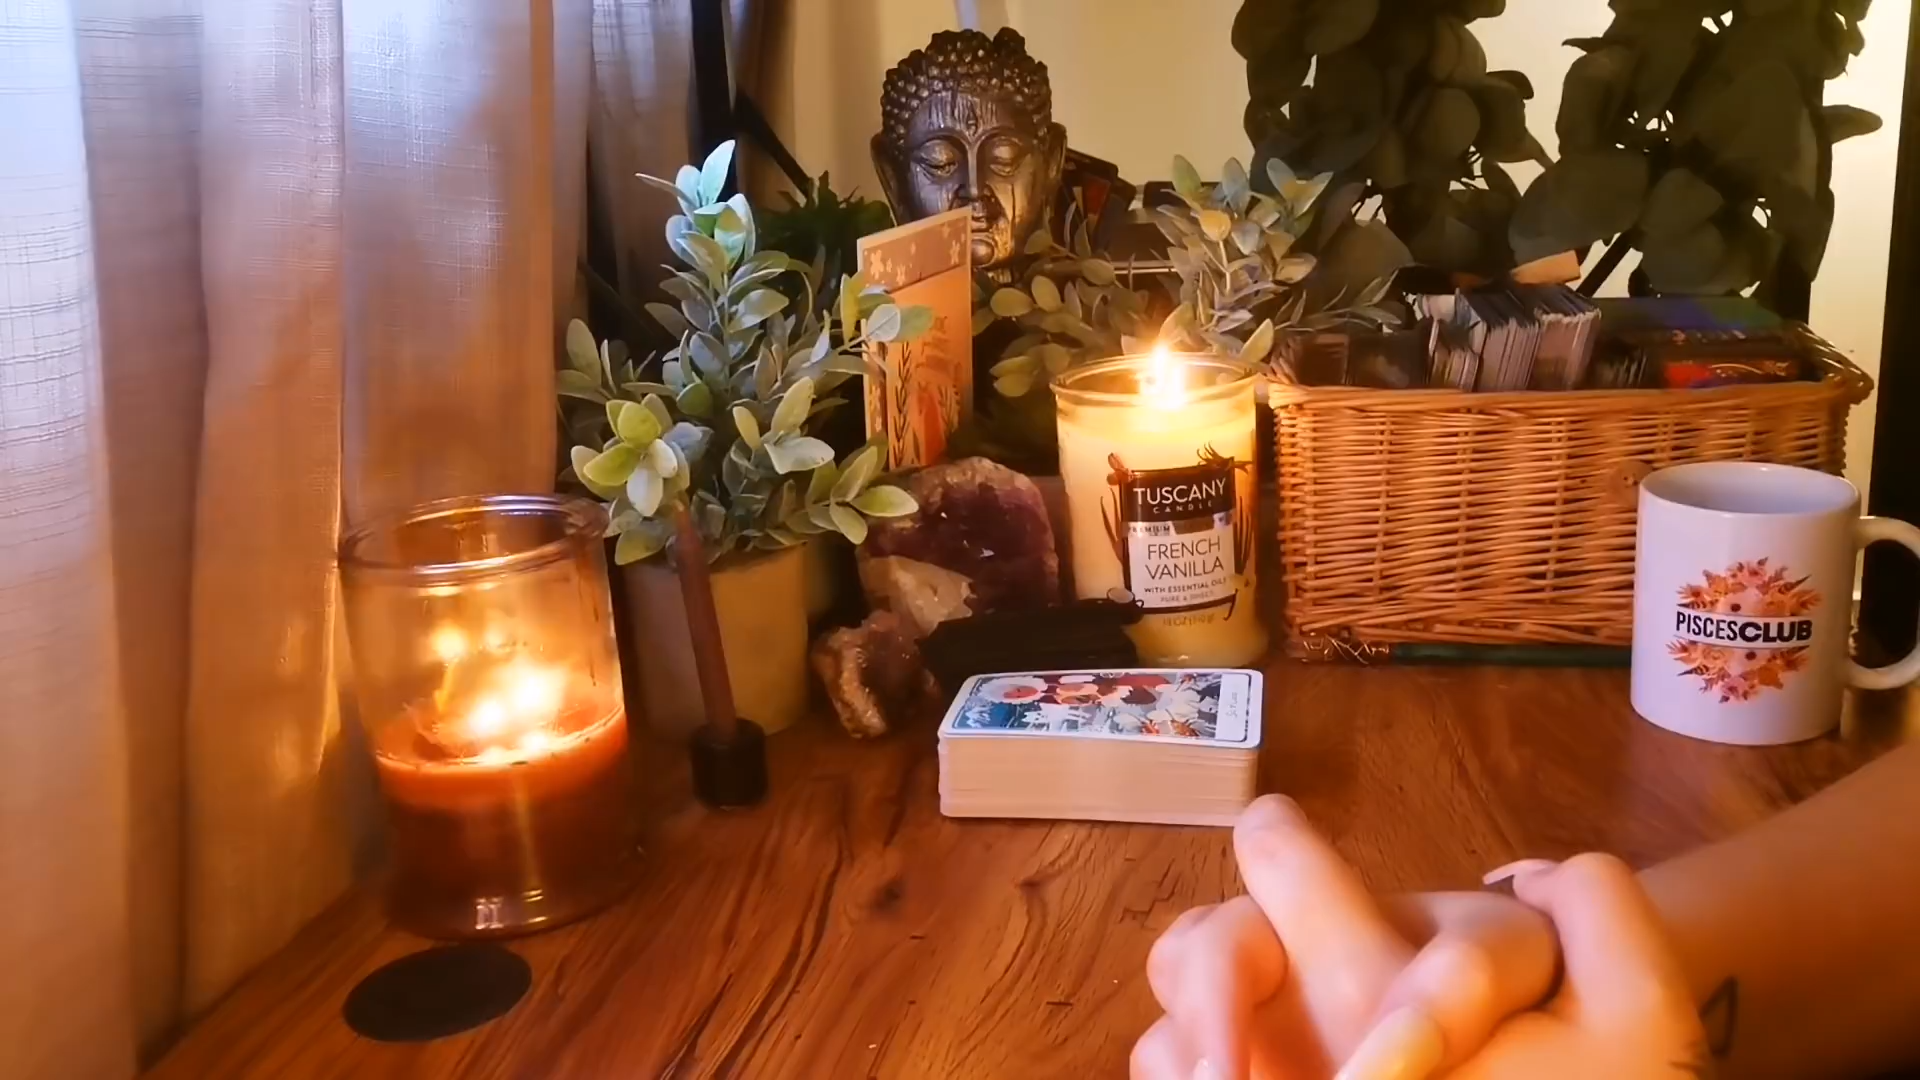 TUSCANY
CANDLE
PREMIUM
FRENCH
VANILLA
WITH ESSENTIAL OILS
PISCESCLUB